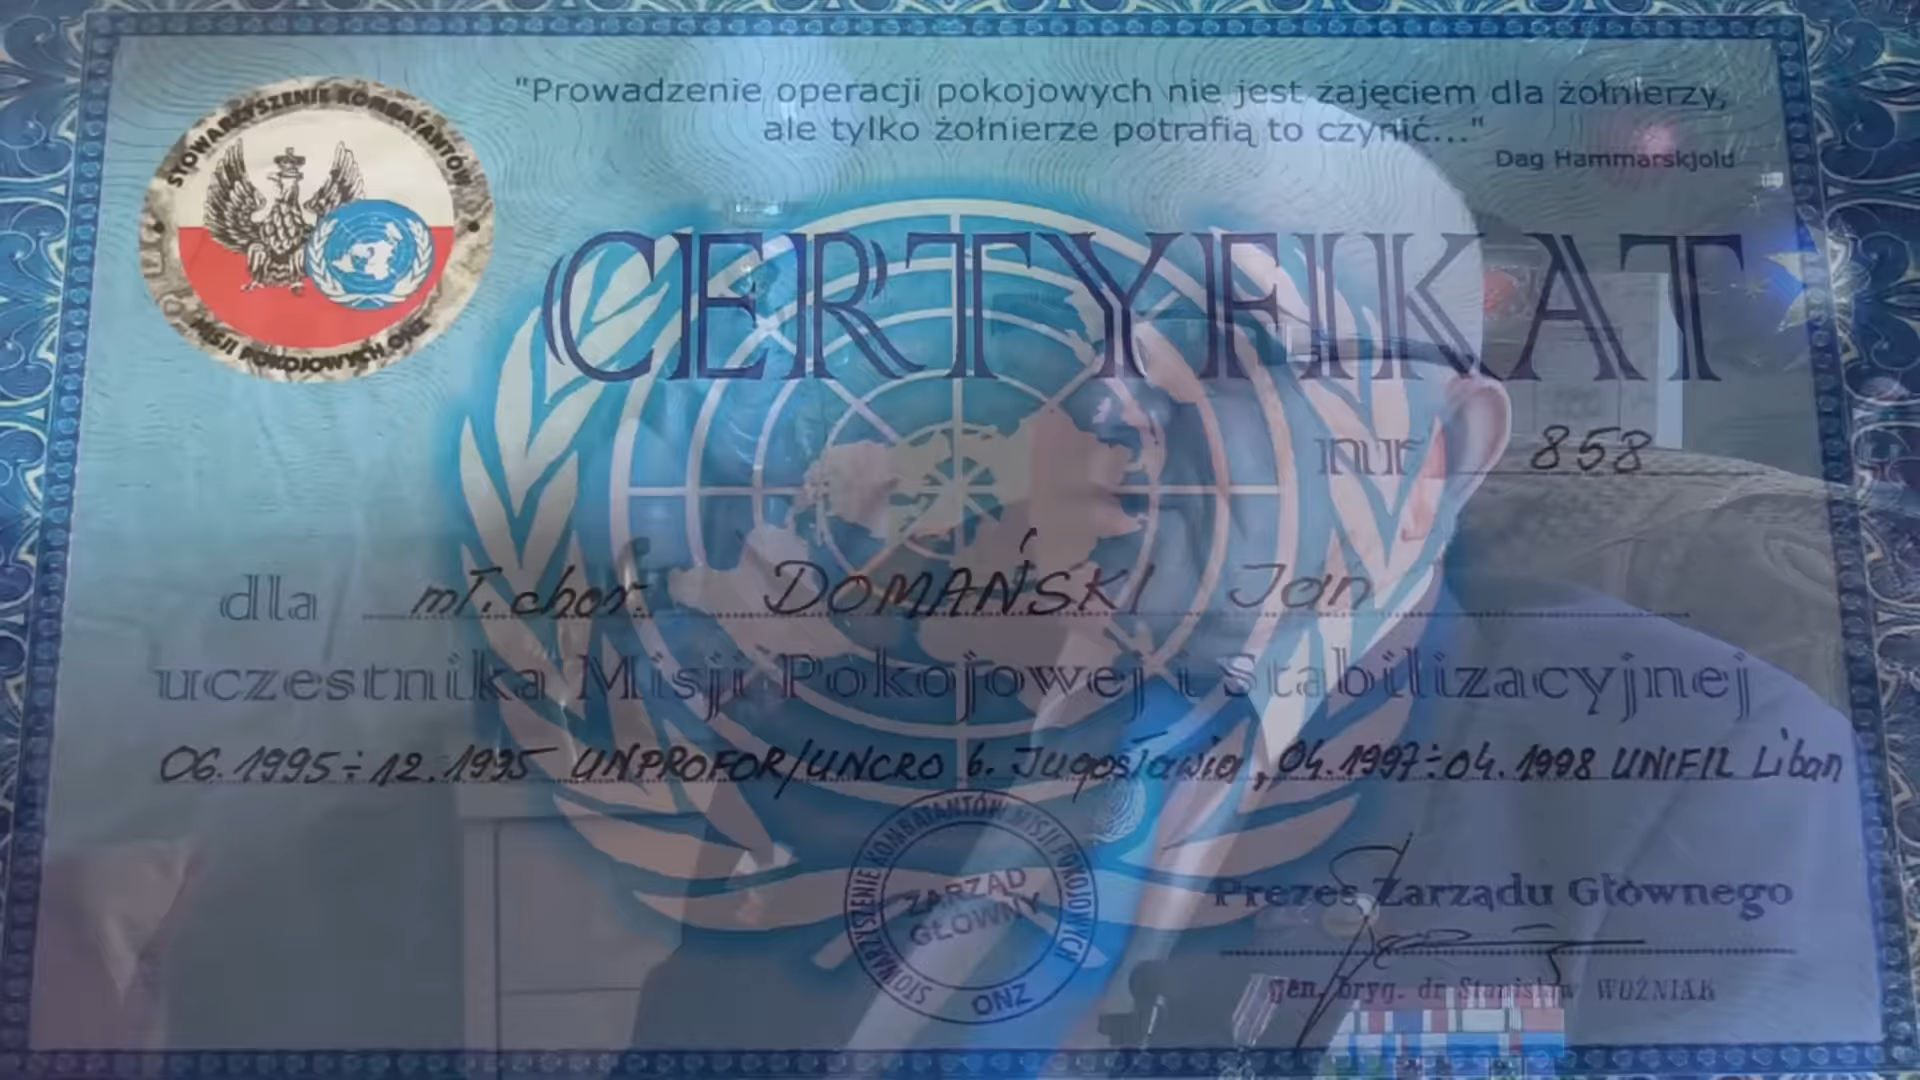 STOWARZYSZENIE KOMBATANTÓW
MISJI POKOJOWYCH ONZ
"Prowadzenie operacji pokojowych nie jest zajęciem dla żołnierzy,
ale tylko żołnierze potrafią to czynić..."
Dag Hammarskjold
CERTYFIKAT
nr 858
dla mł. chor. DOMAŃSKI Jan
uczestnika Misji Pokojowej i Stabilizacyjnej
06.1995÷12.1995 UNPROFOR/UNCRO b. Jugosławia, 04.1997÷04.1998 UNIFIL Liban
STOWARZYSZENIE KOMBATANTÓW MISJI POKOJOWYCH
ZARZĄD
GŁÓWNY
ONZ
Prezes Zarządu Głównego
gen. bryg. dr Stanisław WOŹNIAK